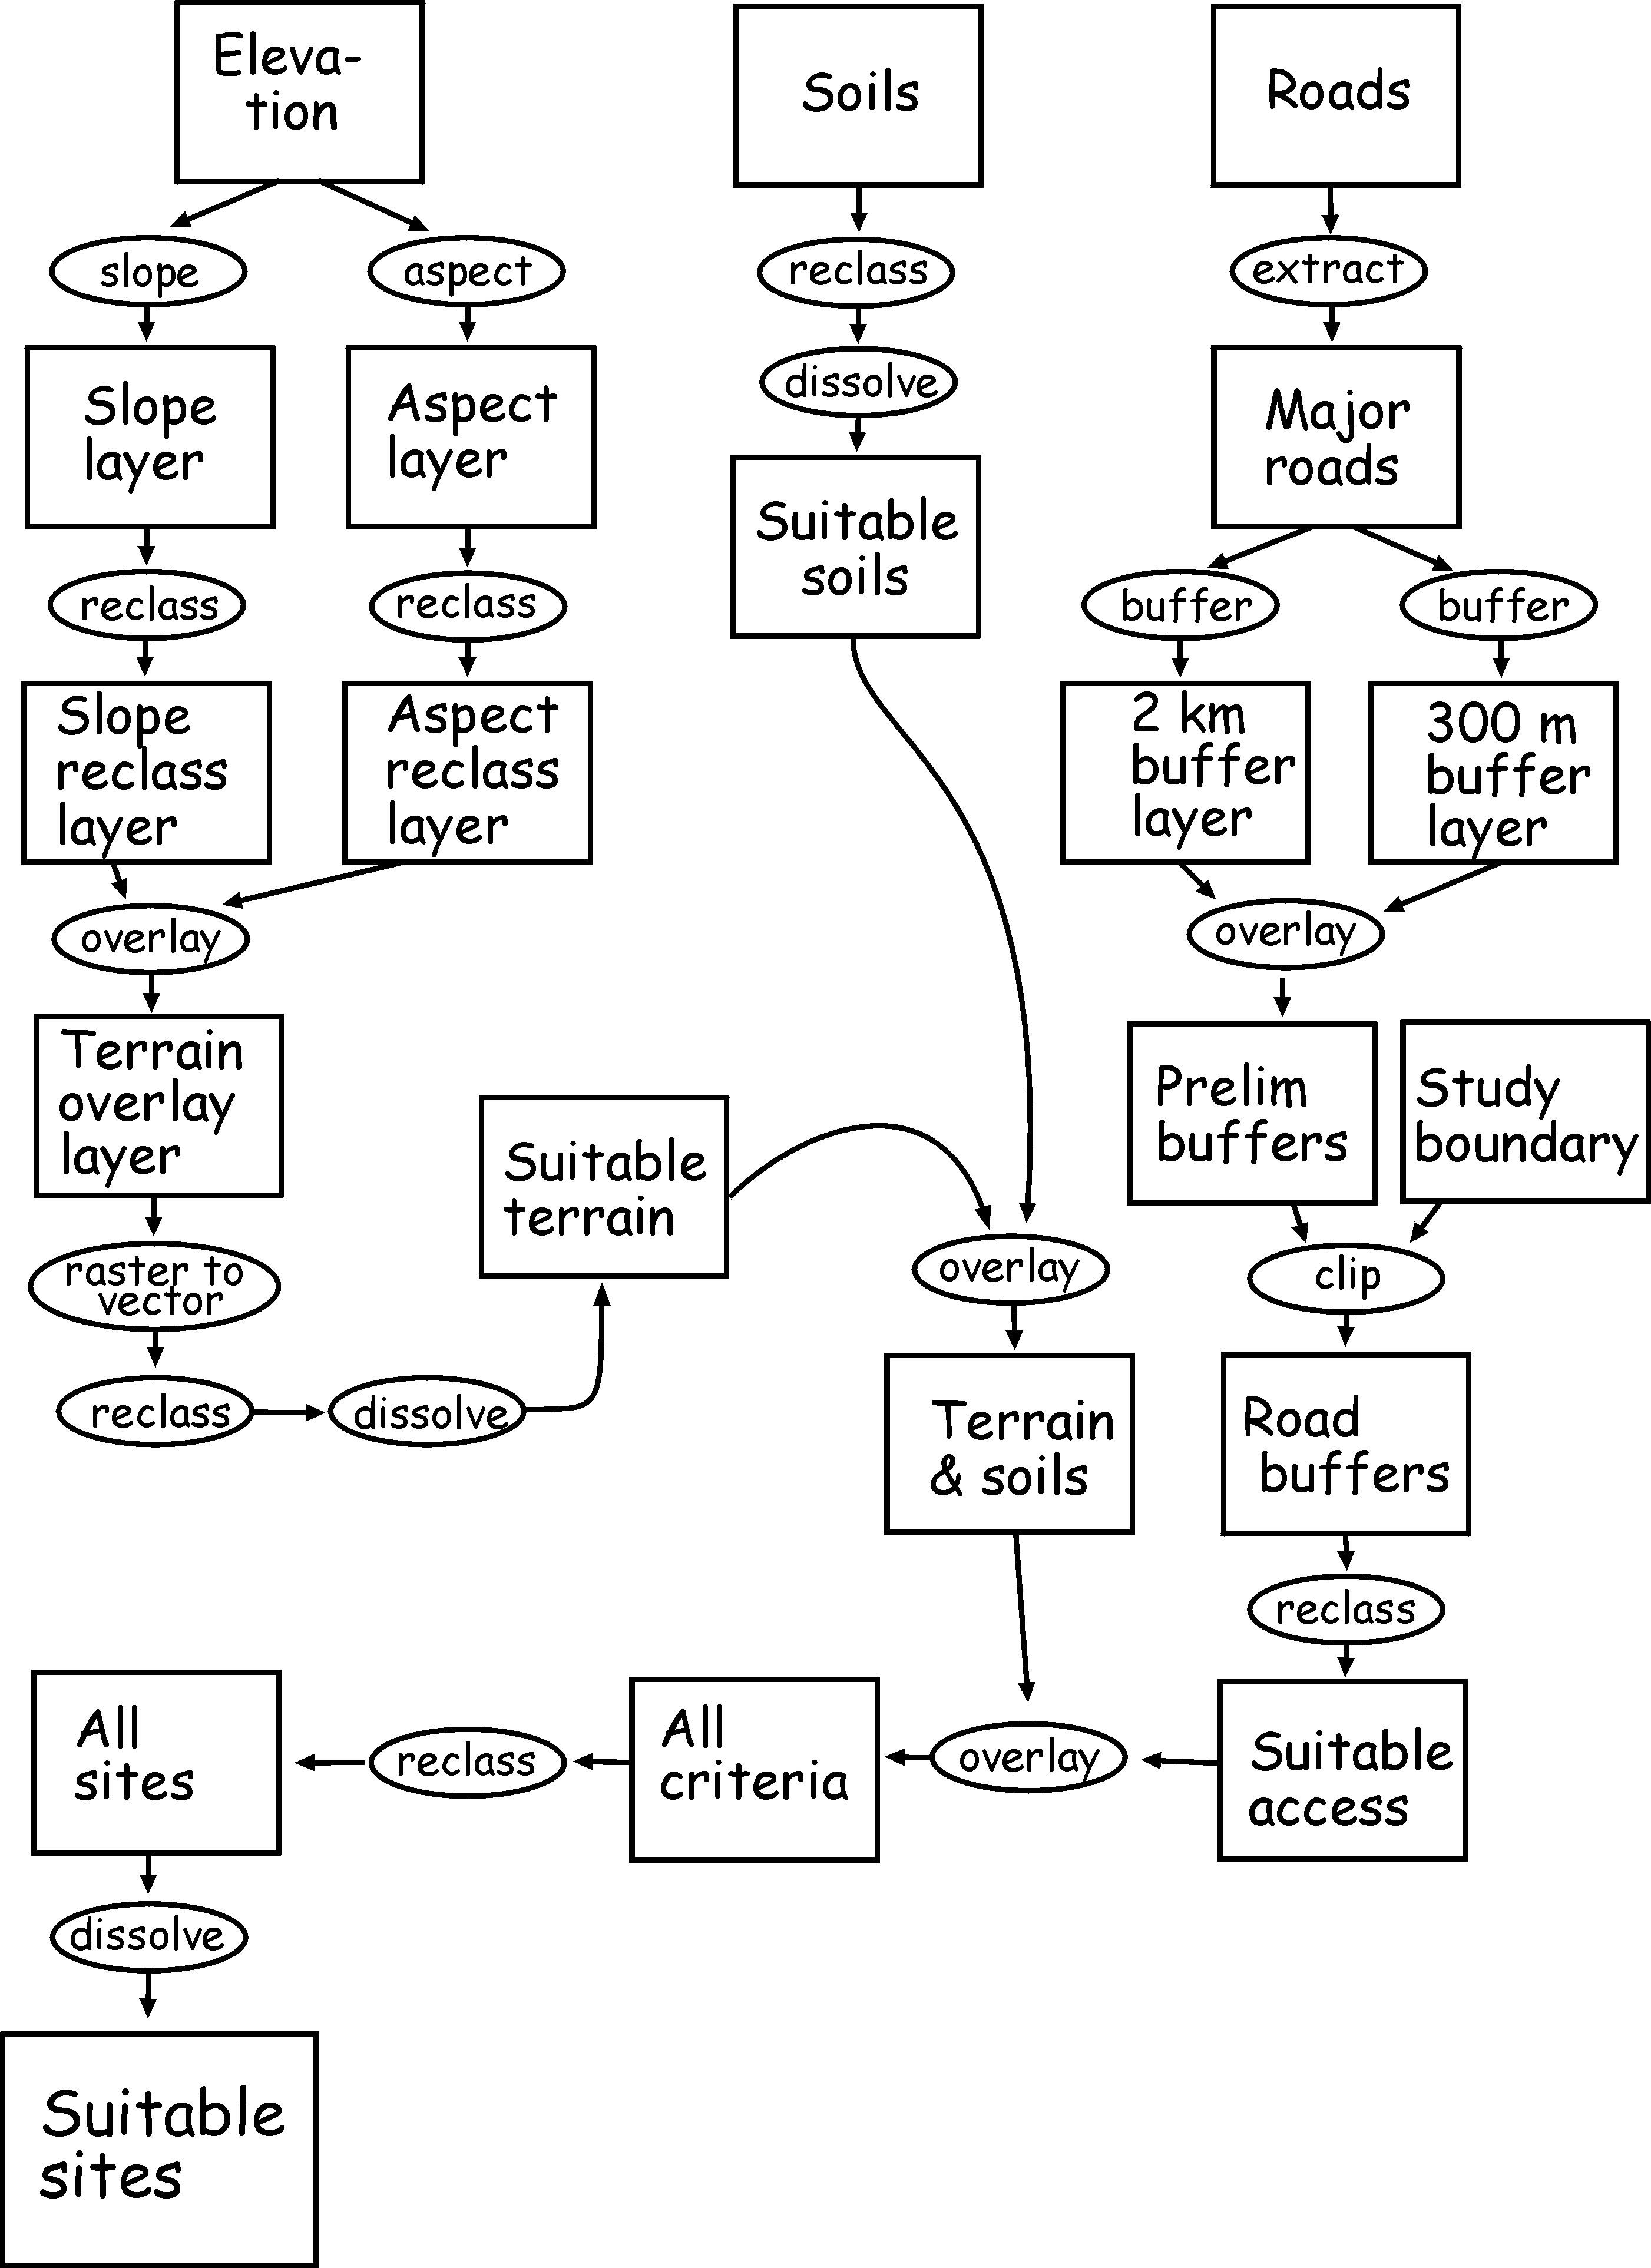 Eleva-
tion
Soils
Roads
slope
aspect
reclass
extract
dissolve
Slope
layer
Aspect
layer
Major
roads
Suitable
soils
reclass
reclass
buffer
buffer
Slope
reclass
layer
Aspect
reclass
layer
2 km
buffer
layer
300 m
buffer
layer
overlay
overlay
Terrain
overlay
layer
Prelim
buffers
Study
boundary
Suitable
terrain
raster to
vector
overlay
clip
reclass
dissolve
Terrain
& soils
Road
buffers
reclass
All
sites
reclass
All
criteria
overlay
Suitable
access
dissolve
Suitable
sites